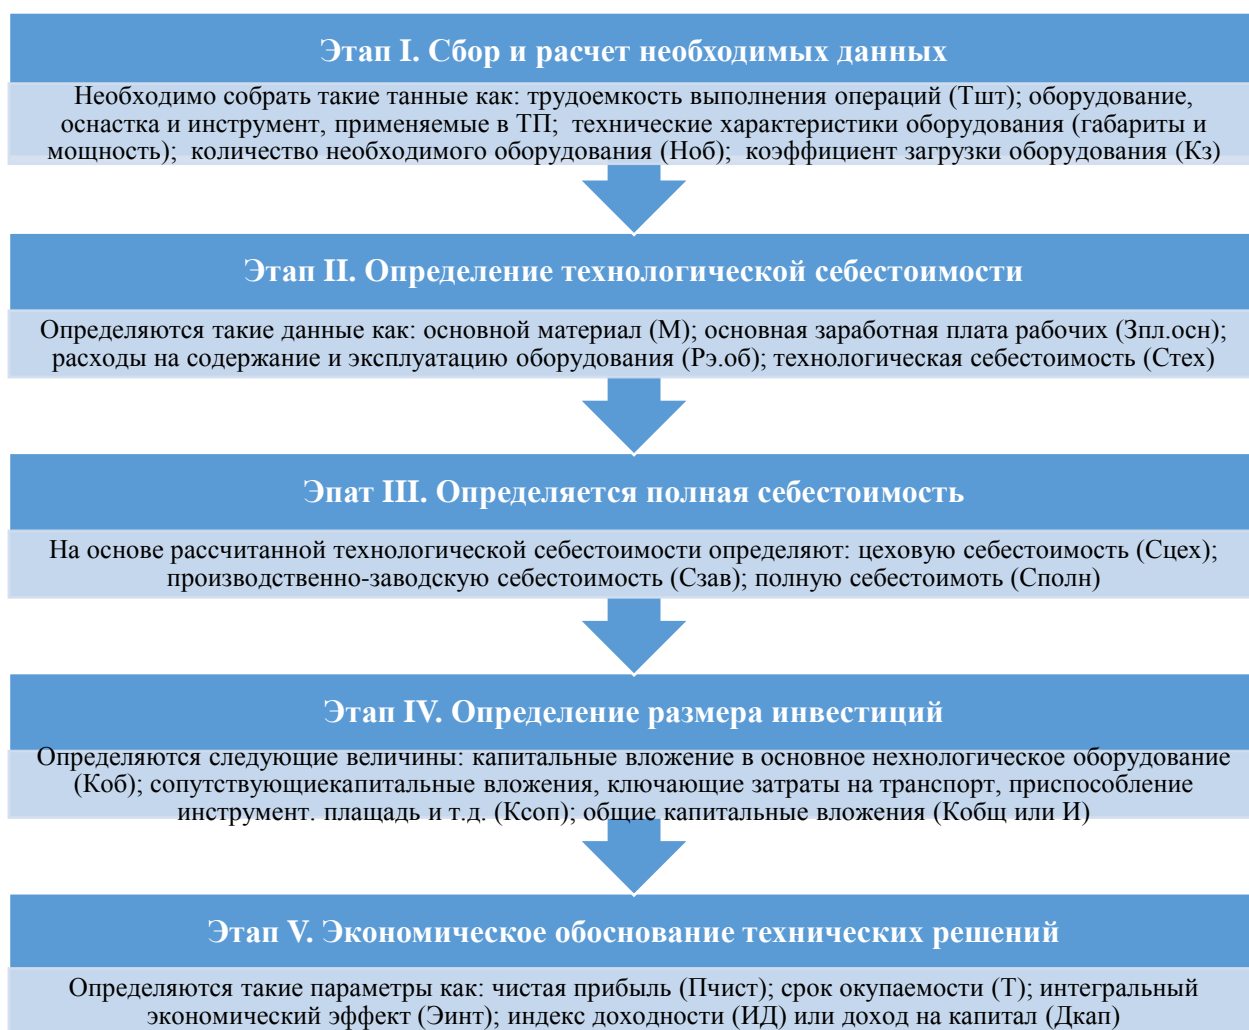 Этап I. Сбор и расчет необходимых данных
Необходимо собрать такие танные как: трудоемкость выполнения операций (Тшт); оборудование,
оснастка и инструмент, применяемые в ТП; технические характеристики оборудования (габариты и
мощность); количество необходимого оборудования (Ноб); коэффициент загрузки оборудования (Кз)
Этап II. Определение технологической себестоимости
Определяются такие данные как: основной материал (М); основная заработная плата рабочих (Зпл.осн);
расходы на содержание и эксплуатацию оборудования (Рэ.об); технологическая себестоимость (Стех)
Эпат III. Определяется полная себестоимость
На основе рассчитанной технологической себестоимости определяют: цеховую себестоимость (Сцех);
производственно-заводскую себестоимость (Сзав); полную себестоимоть (Сполн)
Этап IV. Определение размера инвестиций
Определяются следующие величины: капитальные вложение в основное нехнологическое оборудование
(Коб); сопутствующиекапитальные вложения, ключающие затраты на транспорт, приспособление
инструмент. плащадь и т.д. (Ксоп); общие капитальные вложения (Кобщ или И)
Этап V. Экономическое обоснование технических решений
Определяются такие параметры как: чистая прибыль (Пчист); срок окупаемости (Т); интегральный
экономический эффект (Эинт); индекс доходности (ИД) или доход на капитал (Дкап)